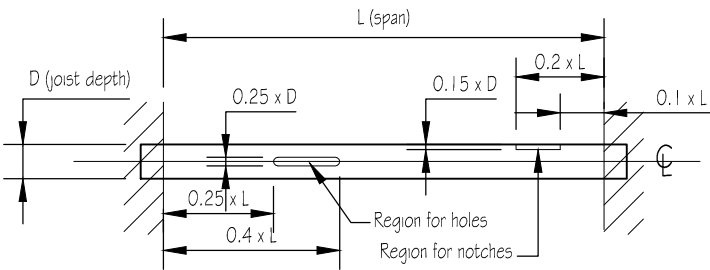 L (span)
0.2 x L
D (joist depth)
0.25 x D
0.15 x D
0.1 x L
CL
0.25 x L
0.4 x L
Region for holes
Region for notches